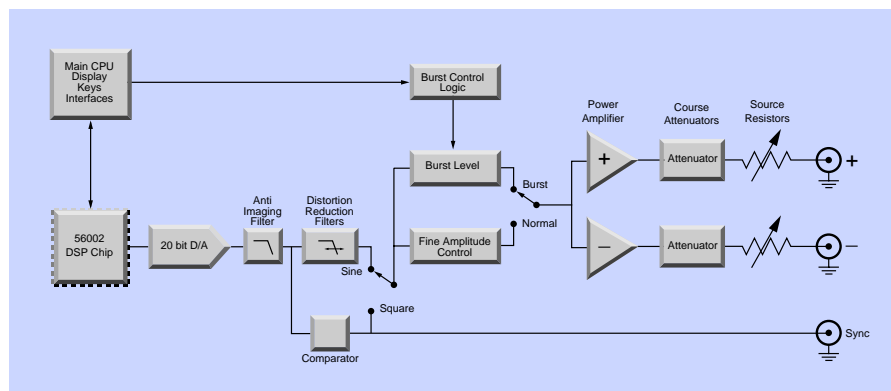 Main CPU
Display
Keys
Interfaces
Burst Control
Logic
Power
Amplifier
Course
Attenuators
Source
Resistors
Burst Level
Burst
+
Attenuator
+
Anti
Imaging
Filter
Distortion
Reduction
Filters
Normal
56002
DSP Chip
20 bit D/A
Sine
Fine Amplitude
Control
−
Attenuator
−
Square
Comparator
Sync